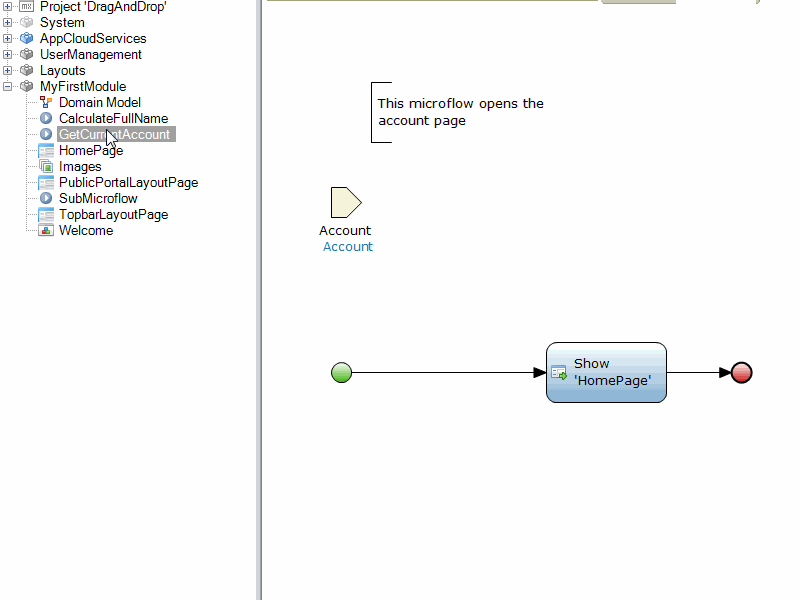 Project 'DragAndDrop'
System
AppCloudServices
UserManagement
Layouts
MyFirstModule
Domain Model
CalculateFullName
GetCurrentAccount
HomePage
Images
PublicPortalLayoutPage
SubMicroflow
TopbarLayoutPage
Welcome
This microflow opens the
account page
Account
Account
Show
'HomePage'